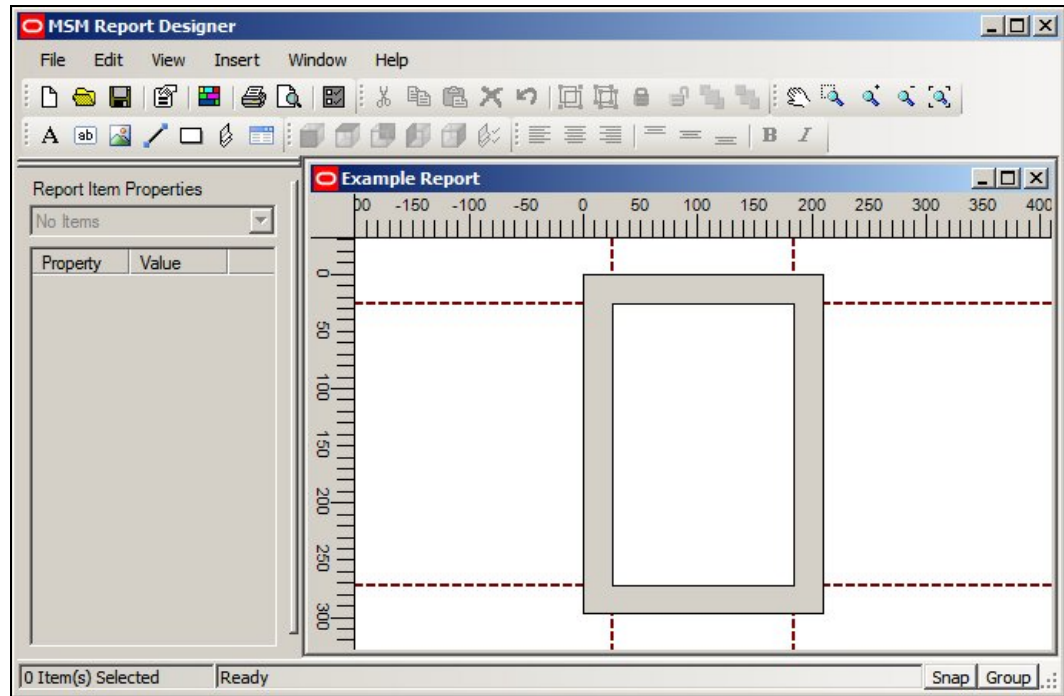 MSM Report Designer
File Edit View Insert Window Help
A ab B I
Report Item Properties
No Items
Property Value
Example Report
00 -150 -100 -50 0 50 100 150 200 250 300 350 400
0
50
100
150
200
250
300
0 Item(s) Selected Ready Snap Group